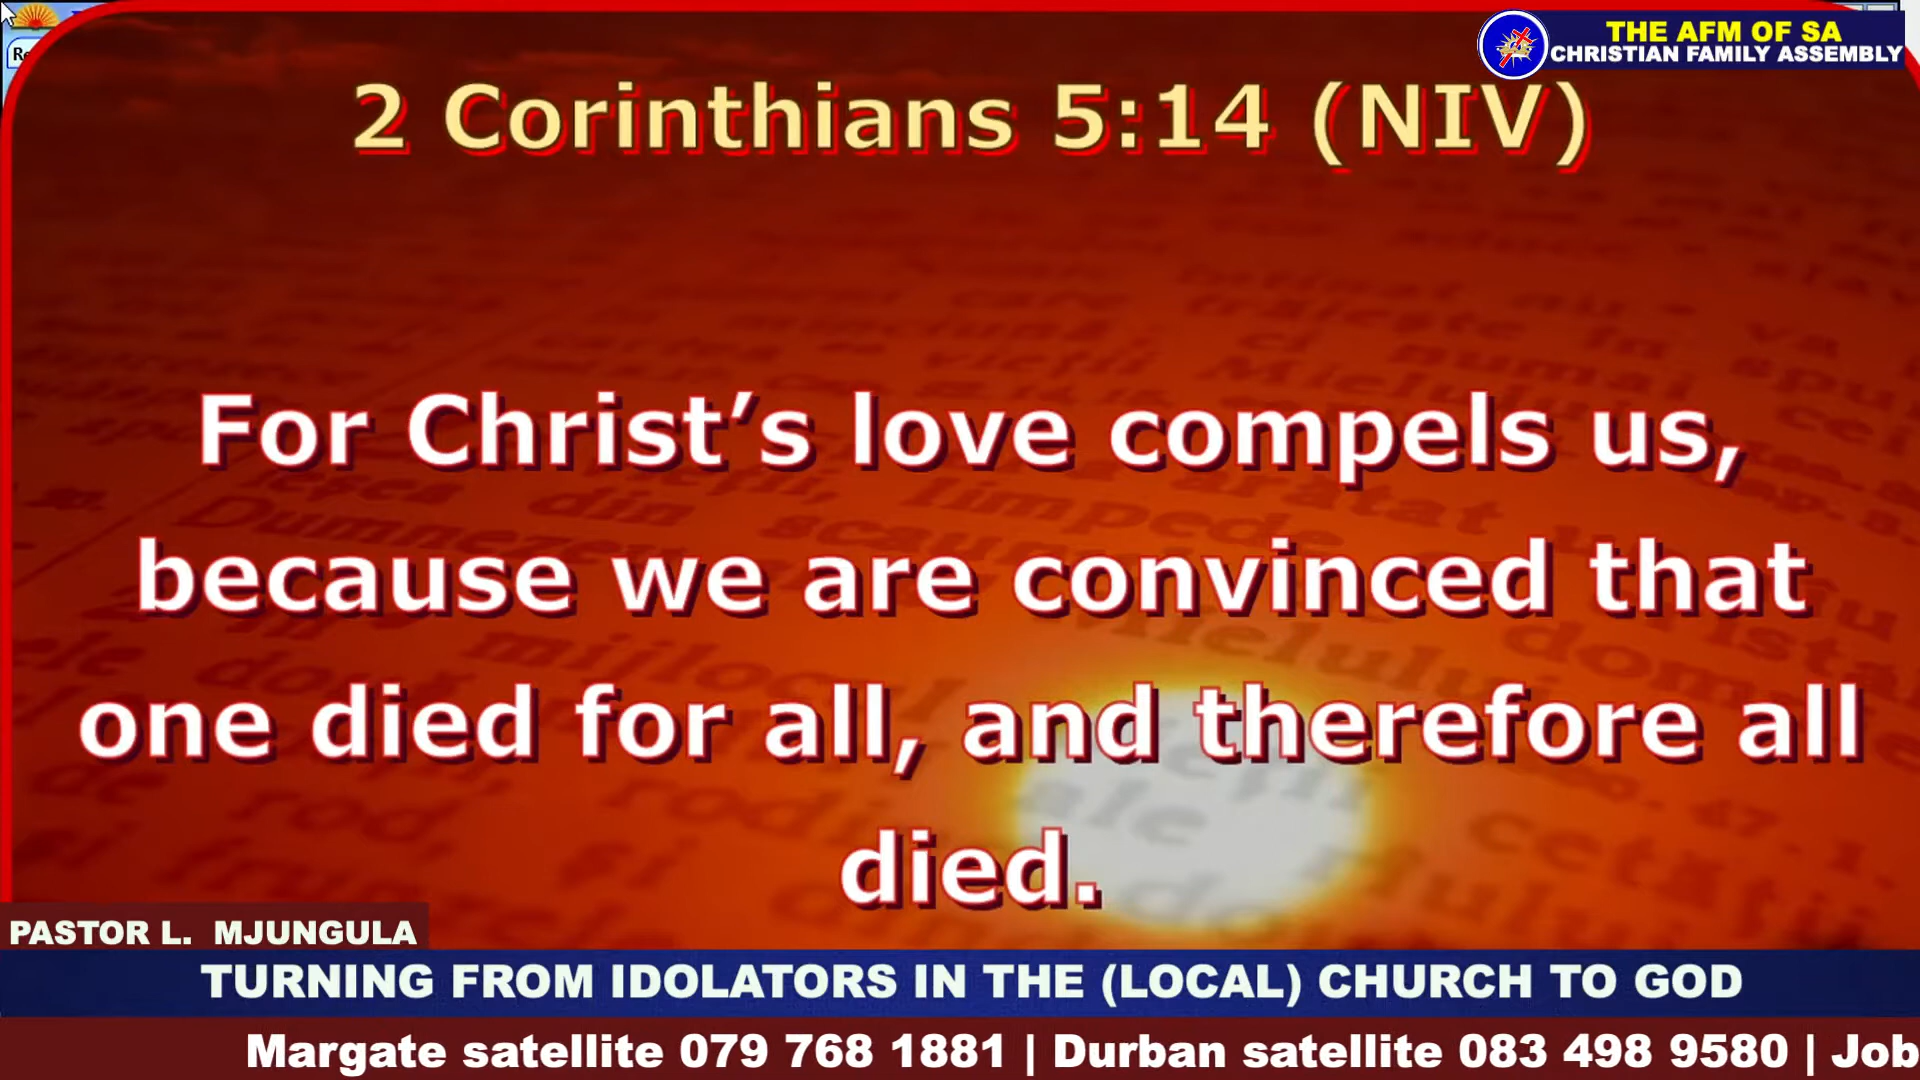 THE AFM OF SA
CHRISTIAN FAMILY ASSEMBLY
2 Corinthians 5:14 (NIV)
For Christ’s love compels us,
because we are convinced that
one died for all, and therefore all
died.
PASTOR L. MJUNGULA
TURNING FROM IDOLATORS IN THE (LOCAL) CHURCH TO GOD
Margate satellite 079 768 1881 | Durban satellite 083 498 9580 | Job